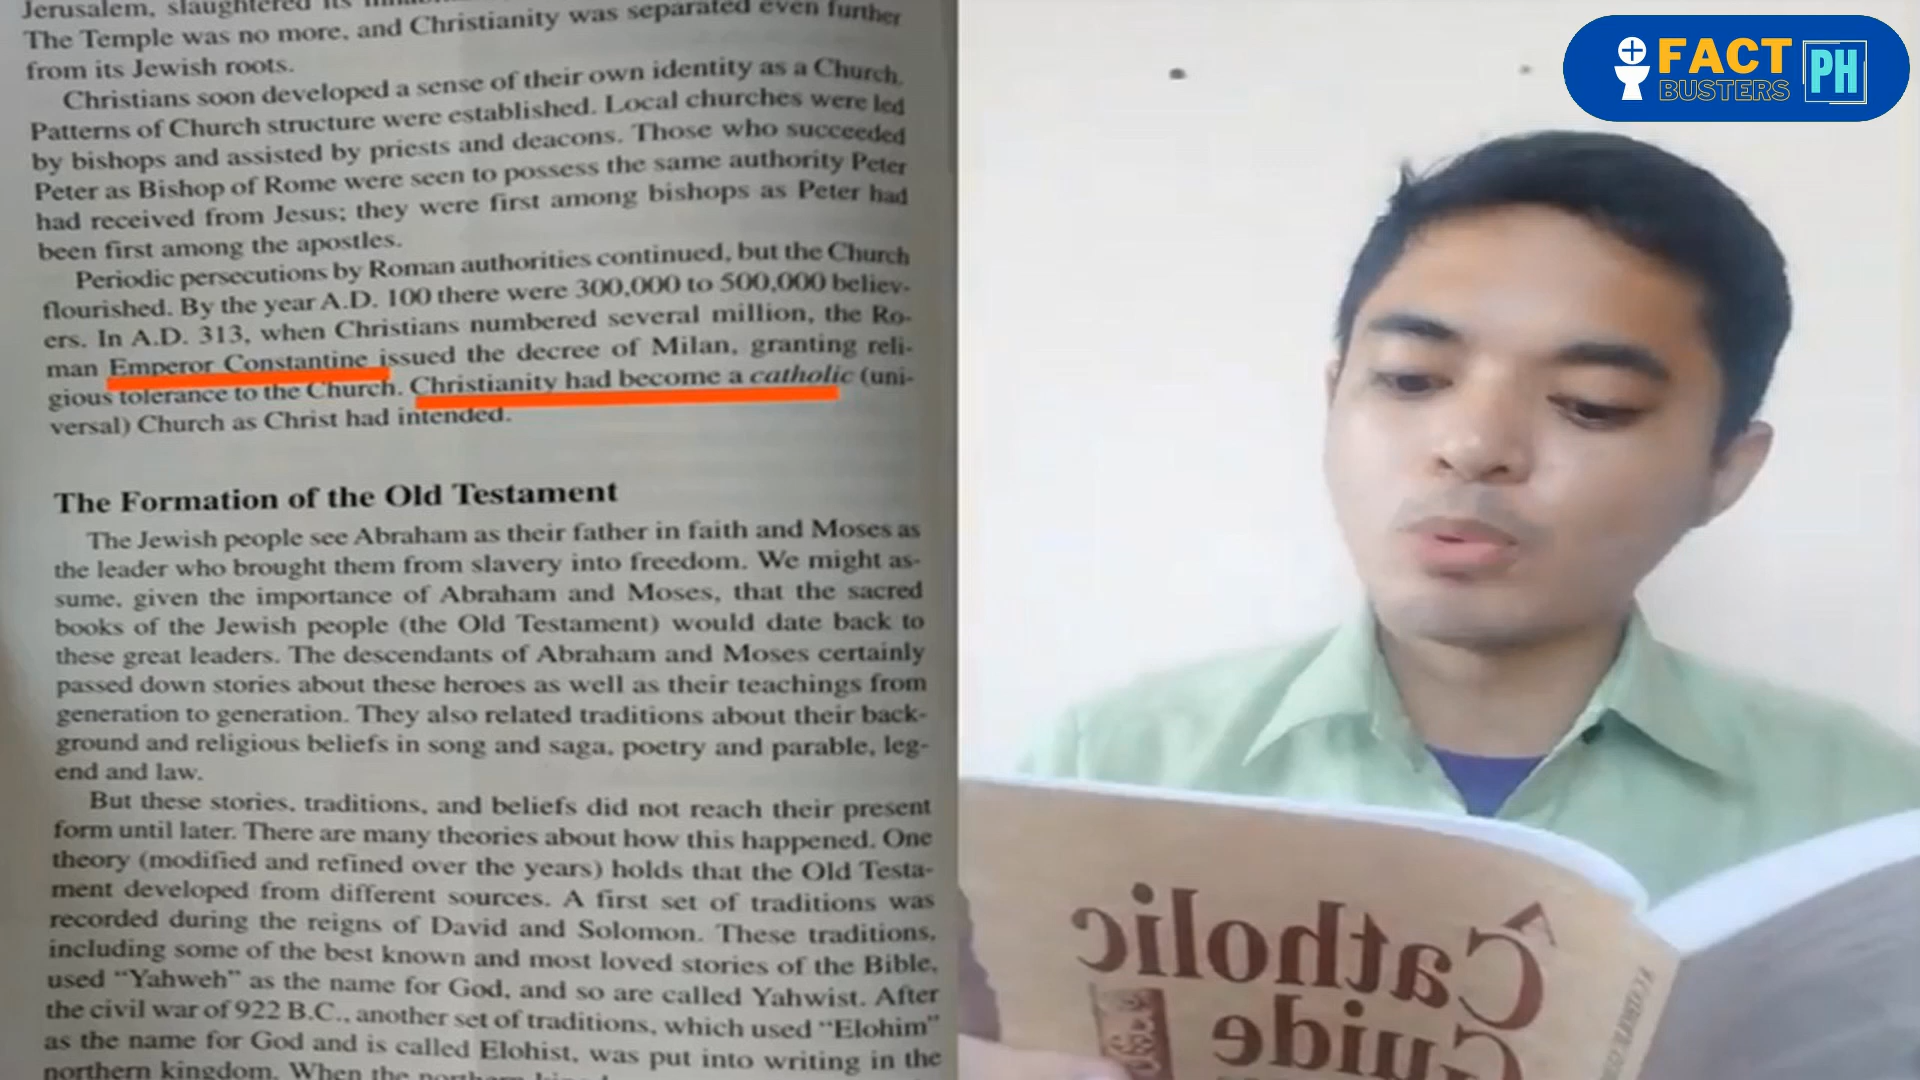 Jerusalem, slaughtered its
The Temple was no more, and Christianity was separated even further
from its Jewish roots.
Christians soon developed a sense of their own identity as a Church.
Patterns of Church structure were established. Local churches were led
by bishops and assisted by priests and deacons. Those who succeeded
Peter as Bishop of Rome were seen to possess the same authority Peter
had received from Jesus; they were first among bishops as Peter had
been first among the apostles.
Periodic persecutions by Roman authorities continued, but the Church
flourished. By the year A.D. 100 there were 300,000 to 500,000 believ-
ers. In A.D. 313, when Christians numbered several million, the Ro-
man Emperor Constantine issued the decree of Milan, granting reli-
gious tolerance to the Church. Christianity had become a catholic (uni-
versal) Church as Christ had intended.
The Formation of the Old Testament
The Jewish people see Abraham as their father in faith and Moses as
the leader who brought them from slavery into freedom. We might as-
sume, given the importance of Abraham and Moses, that the sacred
books of the Jewish people (the Old Testament) would date back to
these great leaders. The descendants of Abraham and Moses certainly
passed down stories about these heroes as well as their teachings from
generation to generation. They also related traditions about their back-
ground and religious beliefs in song and saga, poetry and parable, leg-
end and law.
But these stories, traditions, and beliefs did not reach their present
form until later. There are many theories about how this happened. One
theory (modified and refined over the years) holds that the Old Testa-
ment developed from different sources. A first set of traditions was
recorded during the reigns of David and Solomon. These traditions,
including some of the best known and most loved stories of the Bible,
used "Yahweh" as the name for God, and so are called Yahwist. After
the civil war of 922 B.C., another set of traditions, which used "Elohim"
as the name for God and is called Elohist, was put into writing in the
northern kingdom. When the
FACT
BUSTERS
PH
A
Catholic
Guide